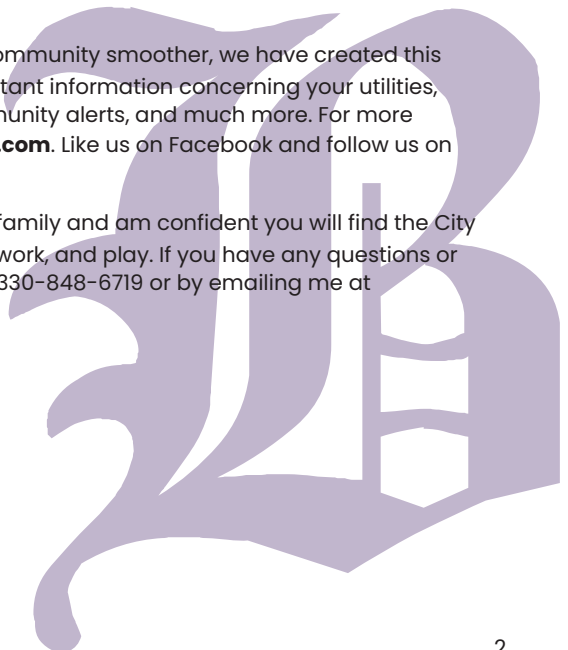 ommunity smoother, we have created this
tant information concerning your utilities,
nunity alerts, and much more. For more
.com. Like us on Facebook and follow us on
family and am confident you will find the City
work, and play. If you have any questions or
330-848-6719 or by emailing me at
B
2